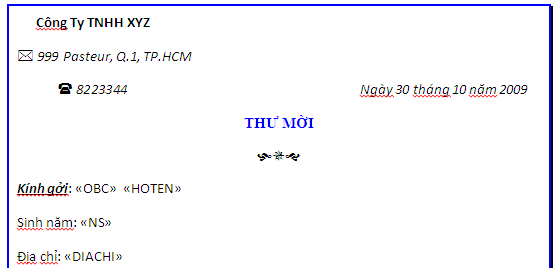 Công Ty TNHH XYZ
999 Pasteur, Q.1, TP.HCM
8223344 Ngày 30 tháng 10 năm 2009
THƯ MỜI
Kính gởi: «OBC» «HOTEN»
Sinh năm: «NS»
Địa chỉ: «DIACHI»